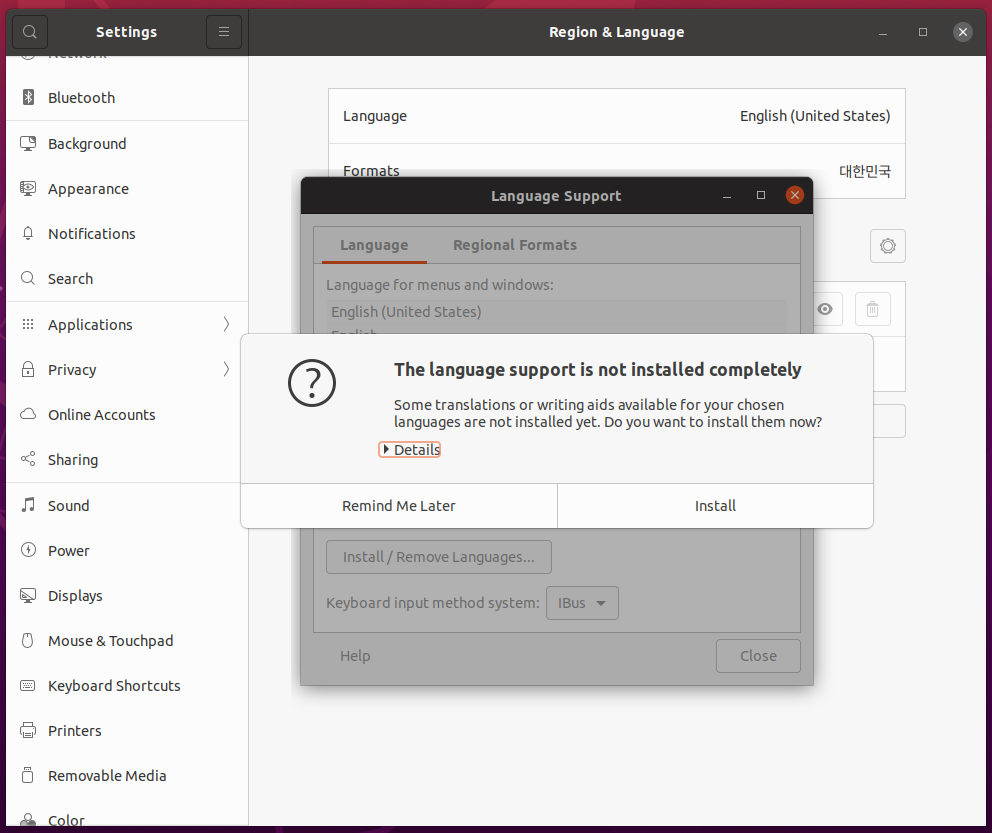 Settings
Region & Language
Network
Bluetooth
Background
Appearance
Notifications
Search
Applications
Privacy
Online Accounts
Sharing
Sound
Power
Displays
Mouse & Touchpad
Keyboard Shortcuts
Printers
Removable Media
Color
Language
English (United States)
Formats
대한민국
Language Support
Language
Regional Formats
Language for menus and windows:
English (United States)
English
The language support is not installed completely
Some translations or writing aids available for your chosen
languages are not installed yet. Do you want to install them now?
Details
Remind Me Later
Install
Install / Remove Languages...
Keyboard input method system:
IBus
Help
Close